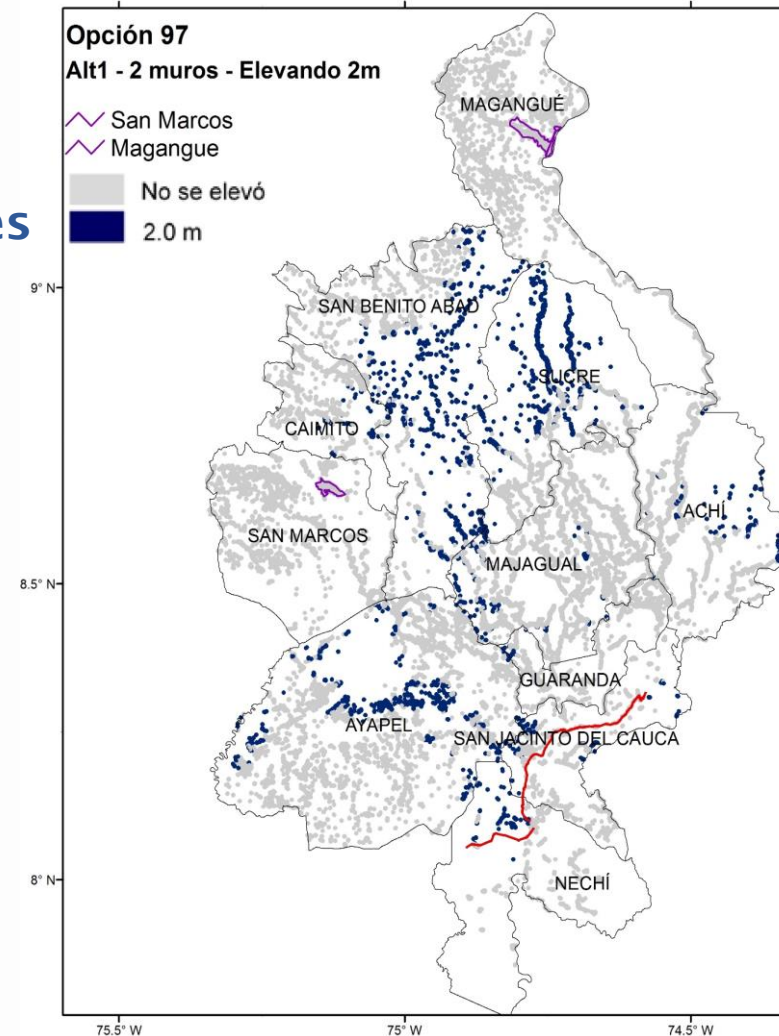 Opción 97
Alt1 - 2 muros - Elevando 2m
San Marcos
Magangue
No se elevó
2.0 m
es
MAGANGUÉ
9° N
SAN BENITO ABAD
SUCRE
CAIMITO
ACHÍ
SAN MARCOS
MAJAGUAL
8.5° N
GUARANDA
AYAPEL
SAN JACINTO DEL CAUCA
8° N
NECHÍ
75.5° W
75° W
74.5° W